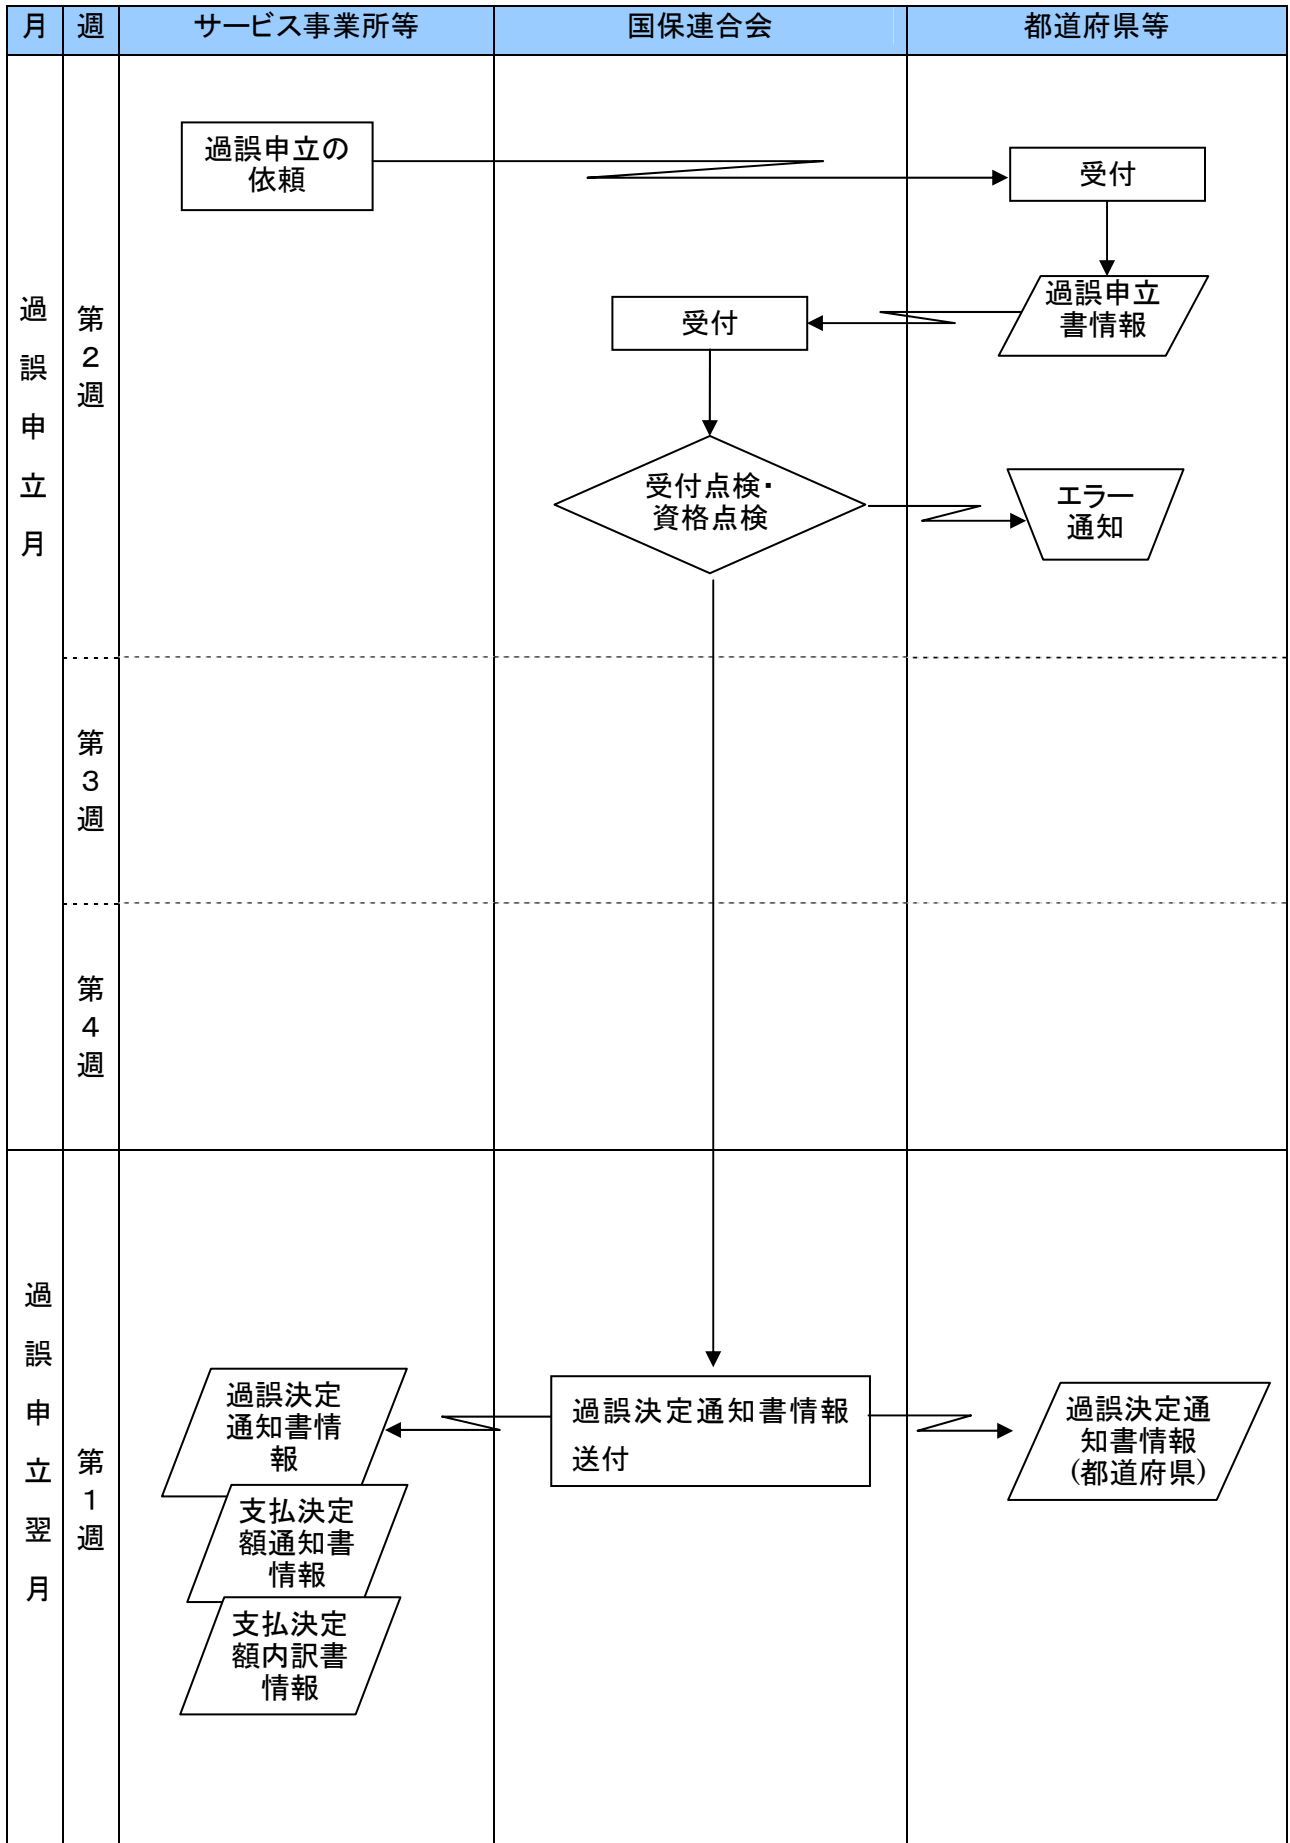 月 週 サービス事業所等 国保連合会 都道府県等
過誤申立月
第2週
過誤申立の
依頼
受付
過誤申立
書情報
受付
受付点検・
資格点検
エラー
通知
第3週
第4週
過誤申立翌月
第1週
過誤決定
通知書情
報
支払決定
額通知書
情報
支払決定
額内訳書
情報
過誤決定通知書情報
送付
過誤決定通
知書情報
(都道府県)